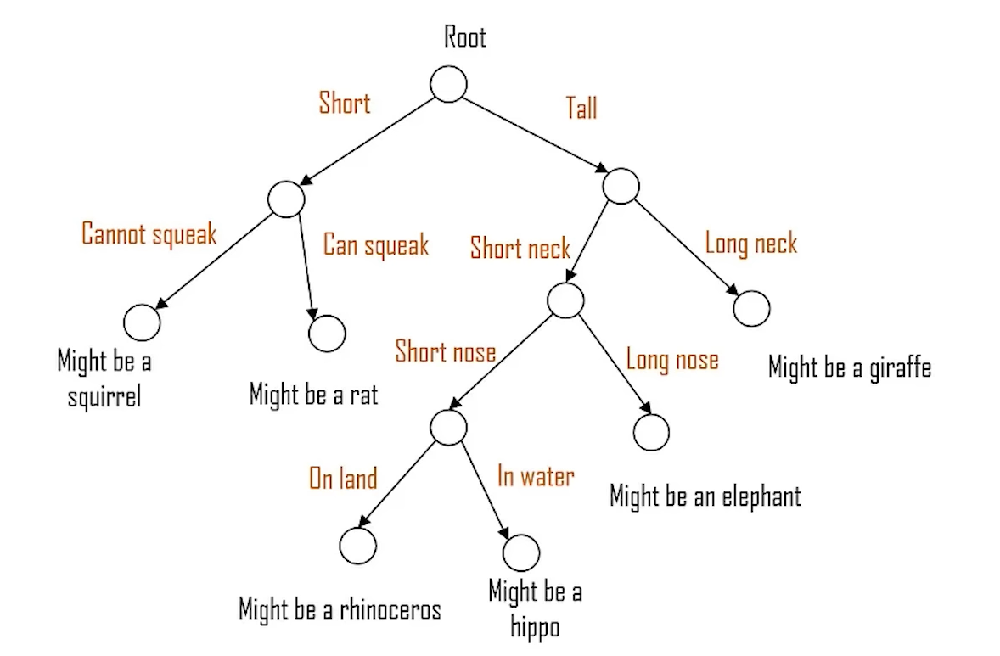 Root
Short
Tall
Cannot squeak
Can squeak
Short neck
Long neck
Might be a
squirrel
Might be a rat
Short nose
Long nose
Might be a giraffe
On land
In water
Might be an elephant
Might be a rhinoceros
Might be a
hippo